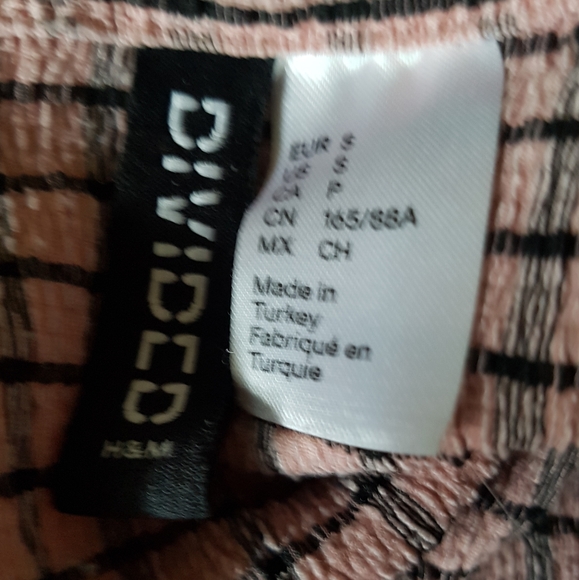 DIVIDED
H&M
EUR S
US S
CA P
CN 165/88A
MX CH
Made in
Turkey
Fabriqué en
Turquie